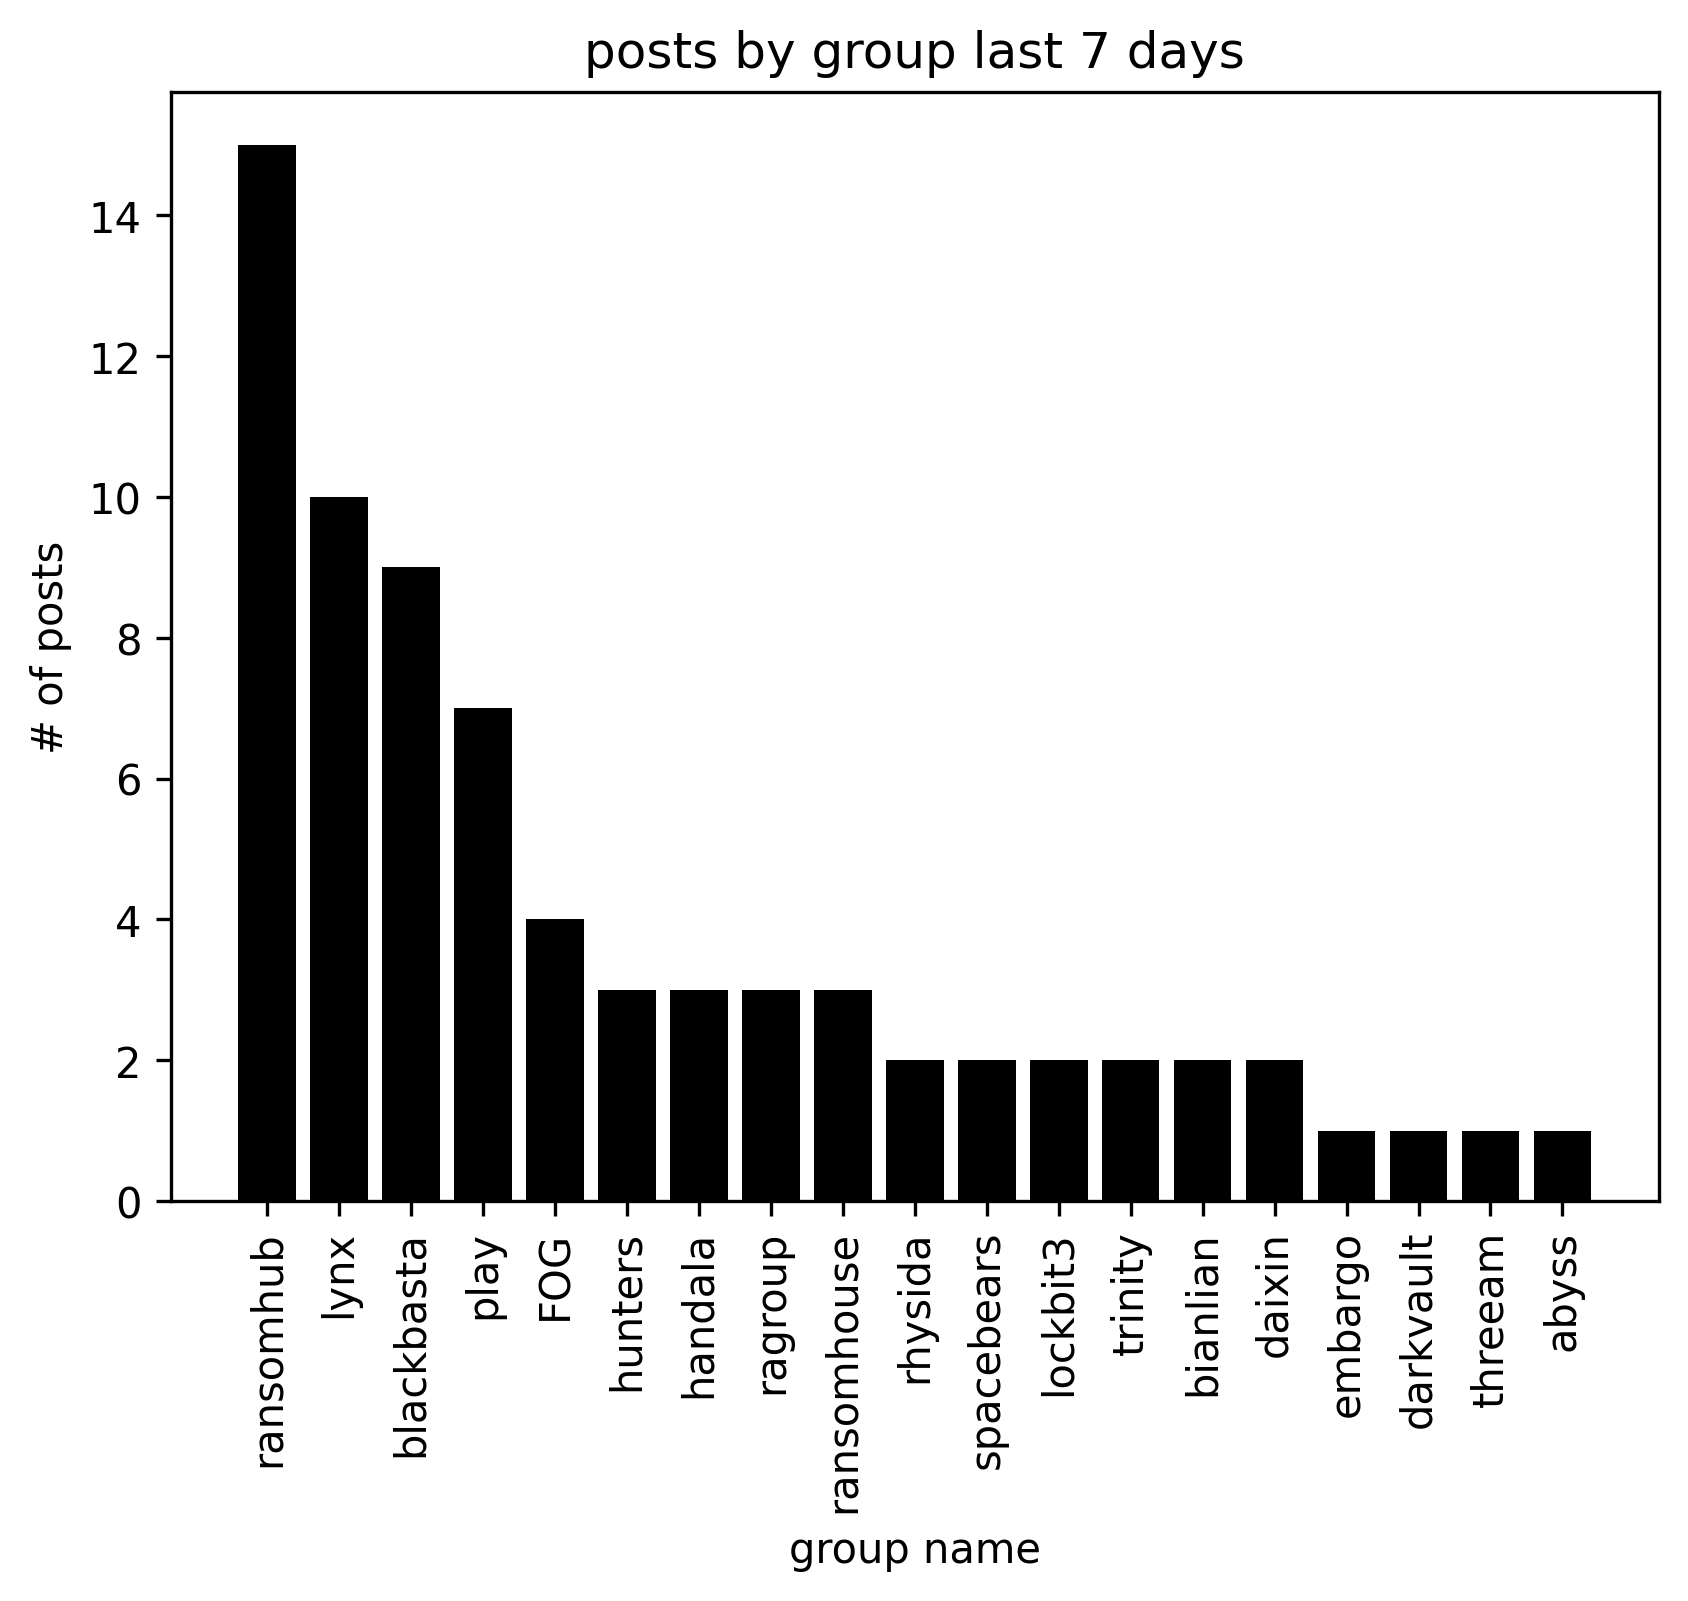 posts by group last 7 days
# of posts
14
12
10
8
6
4
2
0
ransomhub
lynx
blackbasta
play
FOG
hunters
handala
ragroup
ransomhouse
rhysida
spacebears
lockbit3
trinity
bianlian
daixin
embargo
darkvault
threeam
abyss
group name